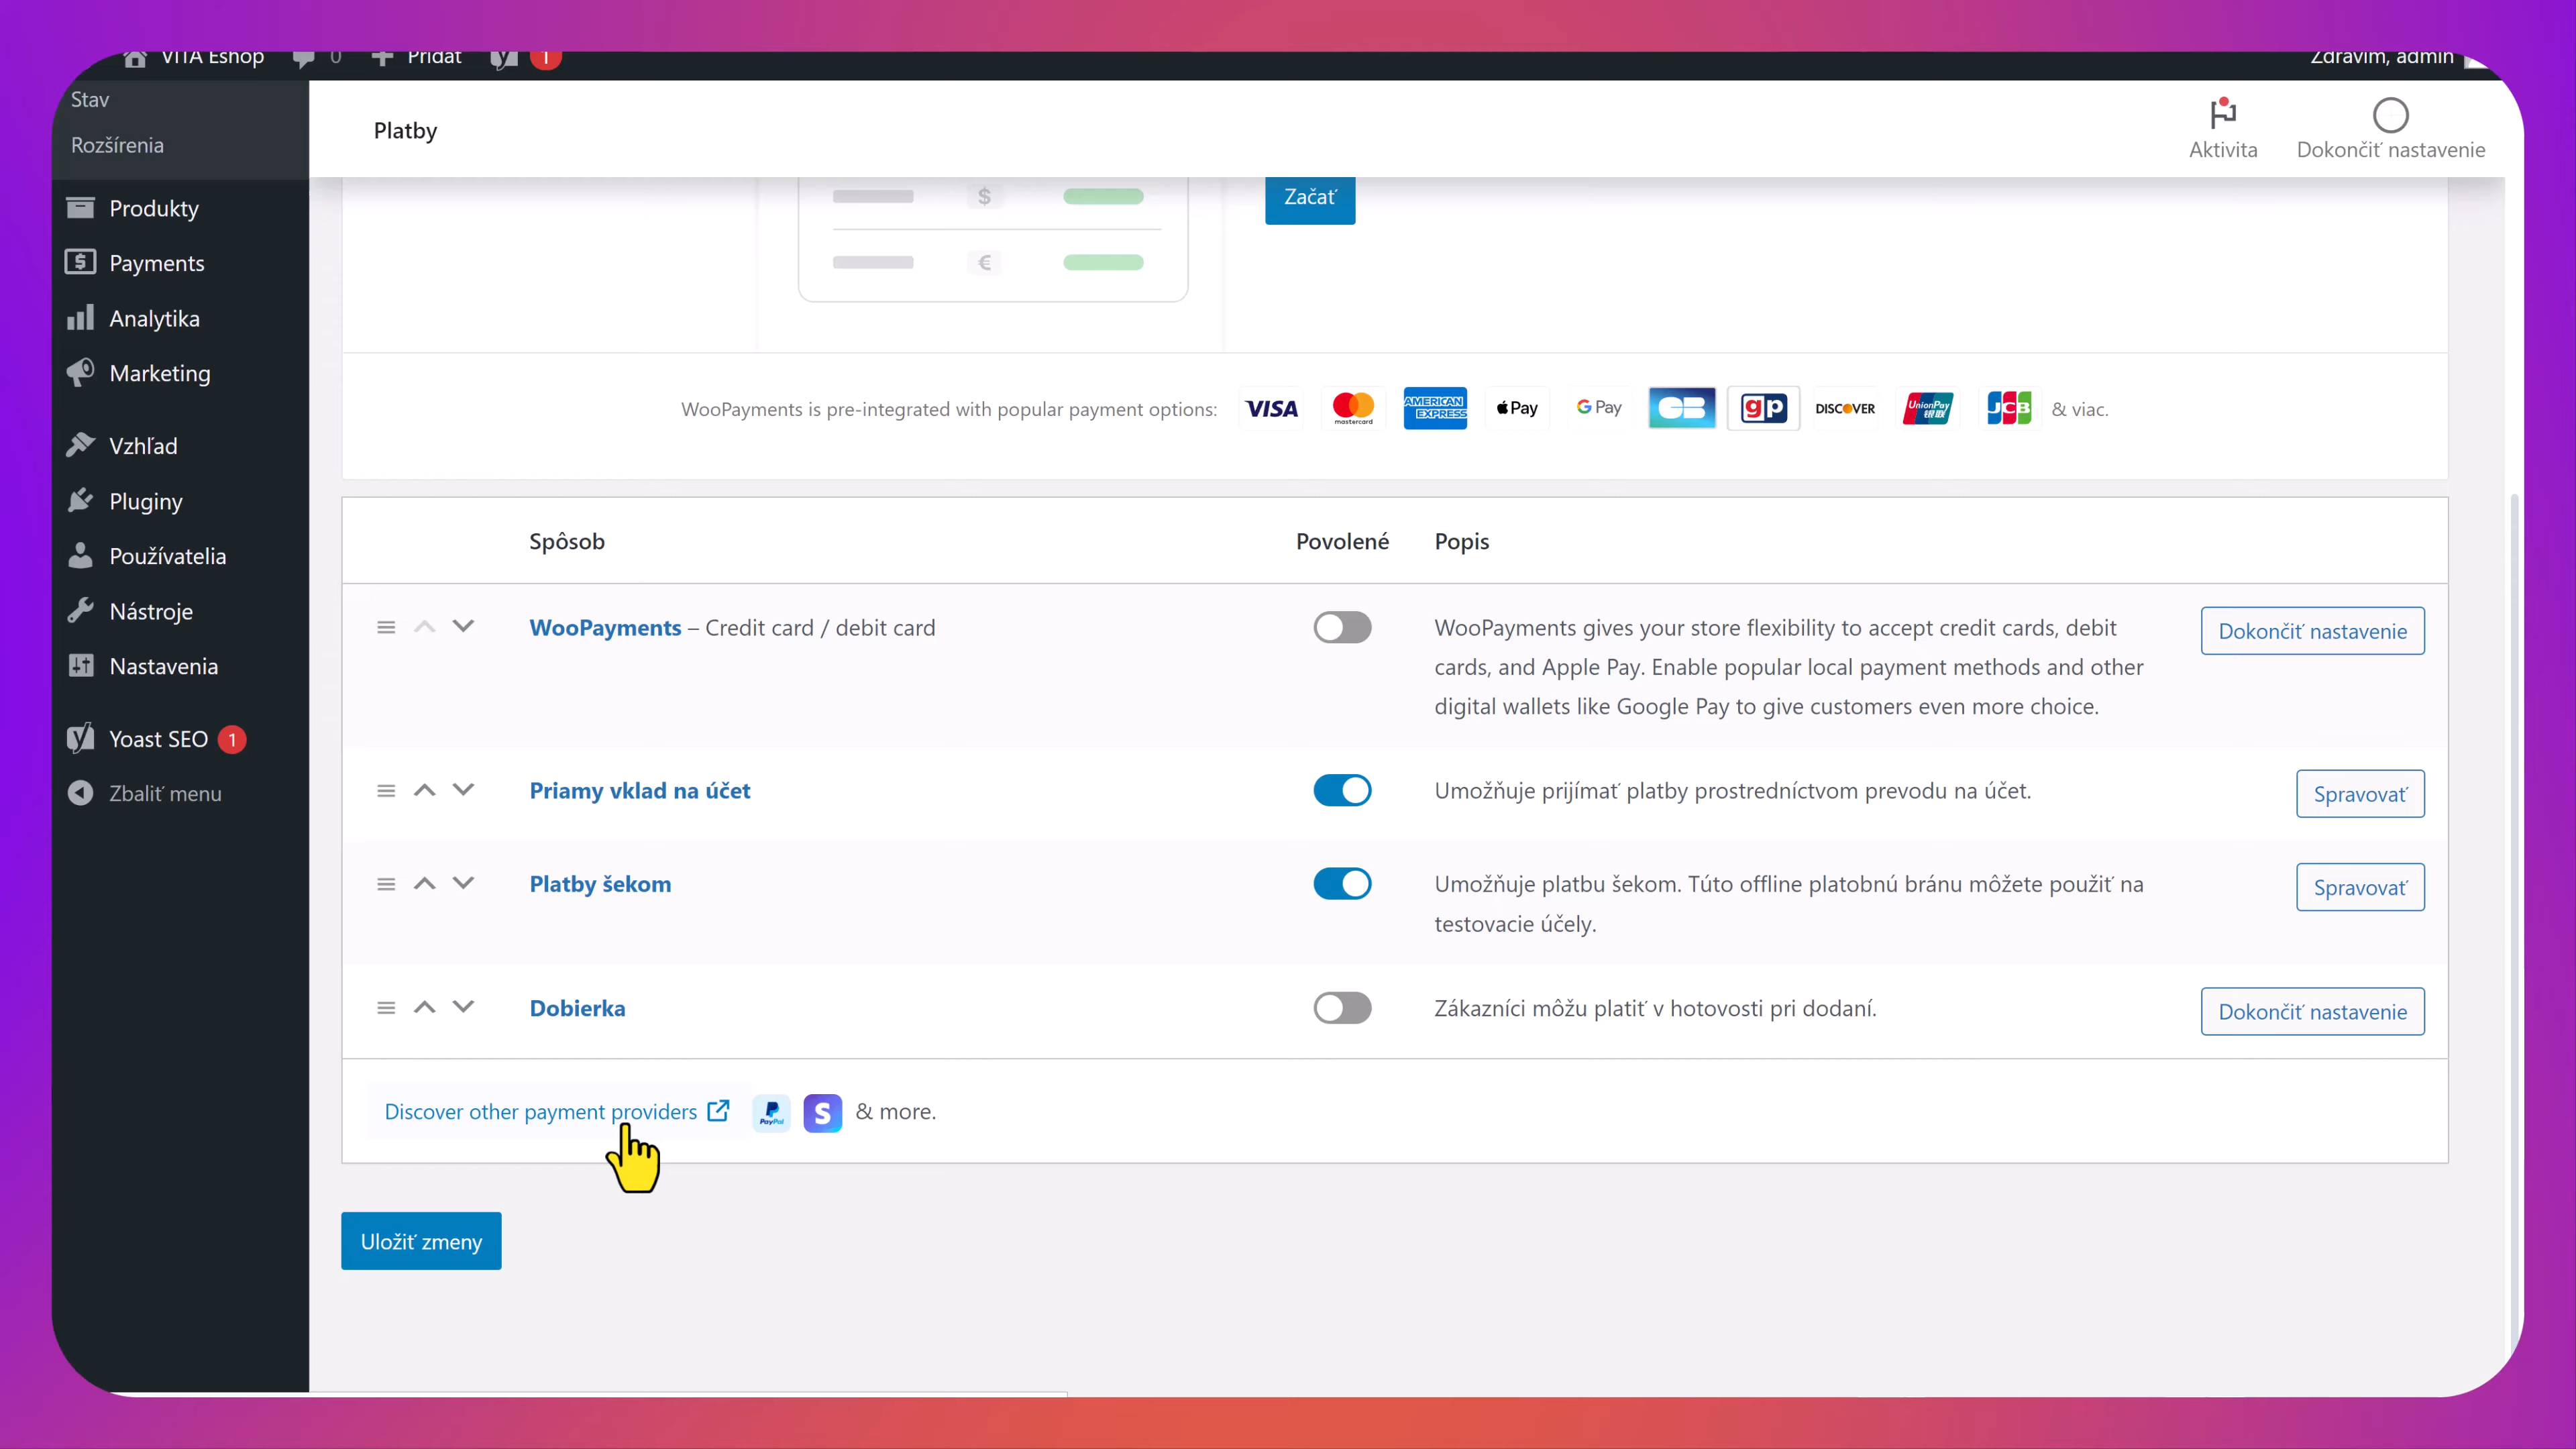 VITA Eshop 0 Pridať 1
Zdravím, admin
Stav
Rozšírenia
Produkty
Payments
Analytika
Marketing
Vzhľad
Pluginy
Používatelia
Nástroje
Nastavenia
Yoast SEO 1
Zbaliť menu
Platby
Aktivita
Dokončiť nastavenie
$
€
Začať
WooPayments is pre-integrated with popular payment options: VISA mastercard AMERICAN EXPRESS Pay G Pay CB gp DISCOVER UnionPay 银联 JCB & viac.
Spôsob Povolené Popis
WooPayments – Credit card / debit card
WooPayments gives your store flexibility to accept credit cards, debit
cards, and Apple Pay. Enable popular local payment methods and other
digital wallets like Google Pay to give customers even more choice.
Dokončiť nastavenie
Priamy vklad na účet
Umožňuje prijímať platby prostredníctvom prevodu na účet.
Spravovať
Platby šekom
Umožňuje platbu šekom. Túto offline platobnú bránu môžete použiť na
testovacie účely.
Spravovať
Dobierka
Zákazníci môžu platiť v hotovosti pri dodaní.
Dokončiť nastavenie
Discover other payment providers PayPal S & more.
Uložiť zmeny